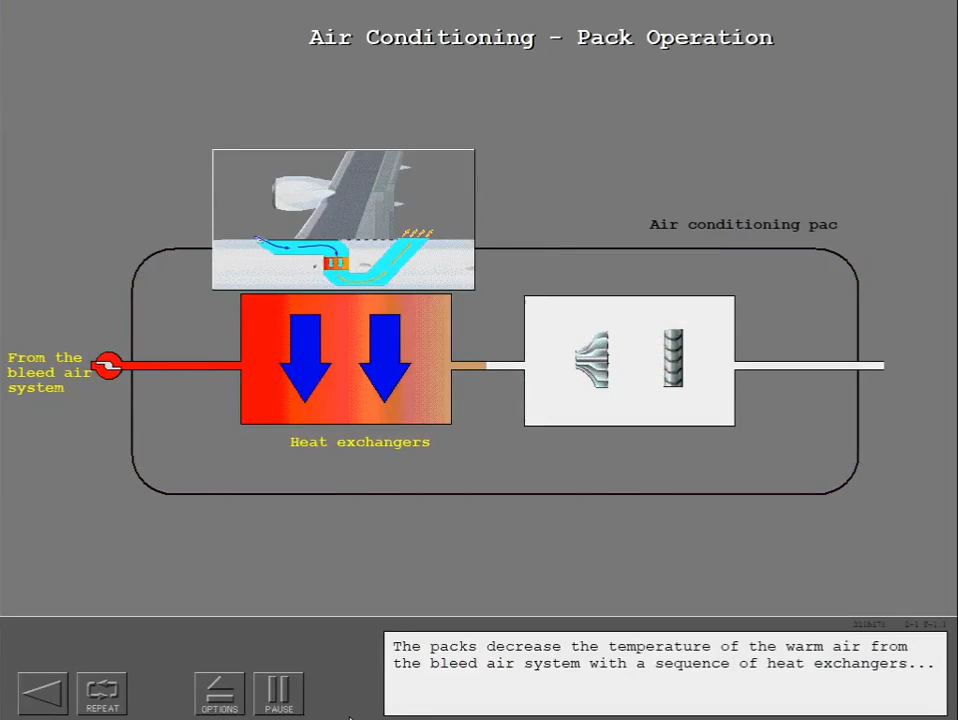 Air Conditioning - Pack Operation
Air conditioning pac
From the
bleed air
system
Heat exchangers
The packs decrease the temperature of the warm air from
the bleed air system with a sequence of heat exchangers...
REPEAT
OPTIONS
PAUSE